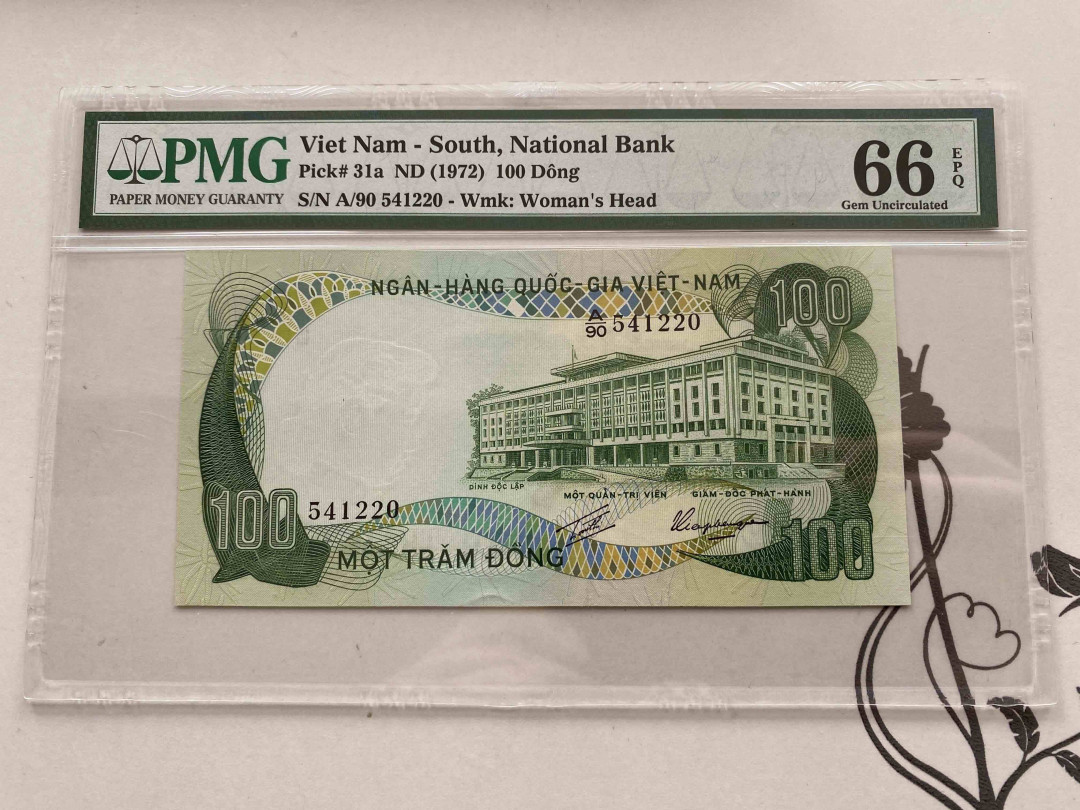 PMG
PAPER MONEY GUARANTY
Viet Nam - South, National Bank
Pick# 31a ND (1972) 100 Dông
S/N A/90 541220 - Wmk: Woman's Head
66 EPQ
Gem Uncirculated
NGÂN-HÀNG QUỐC-GIA VIỆT-NAM
100
A/90 541220
DINH ĐỘC LẬP
MỘT QUẢN-TRỊ VIÊN
GIÁM-ĐỐC PHÁT-HÀNH
100
541220
MỘT TRĂM ĐỒNG
100